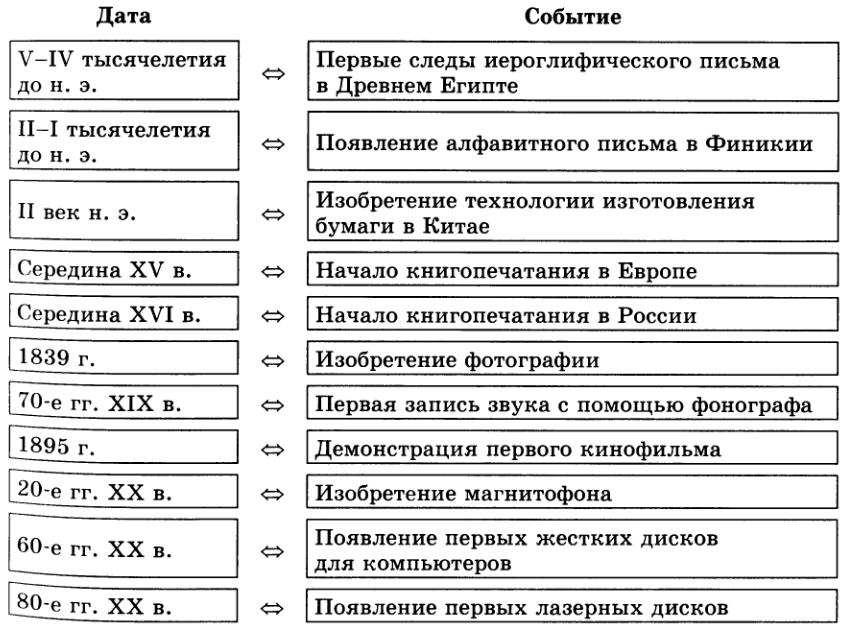 Дата
Событие
V–IV тысячелетия
до н. э.
⇔
Первые следы иероглифического письма
в Древнем Египте
II–I тысячелетия
до н. э.
⇔
Появление алфавитного письма в Финикии
II век н. э.
⇔
Изобретение технологии изготовления
бумаги в Китае
Середина XV в.
⇔
Начало книгопечатания в Европе
Середина XVI в.
⇔
Начало книгопечатания в России
1839 г.
⇔
Изобретение фотографии
70-е гг. XIX в.
⇔
Первая запись звука с помощью фонографа
1895 г.
⇔
Демонстрация первого кинофильма
20-е гг. XX в.
⇔
Изобретение магнитофона
60-е гг. XX в.
⇔
Появление первых жестких дисков
для компьютеров
80-е гг. XX в.
⇔
Появление первых лазерных дисков